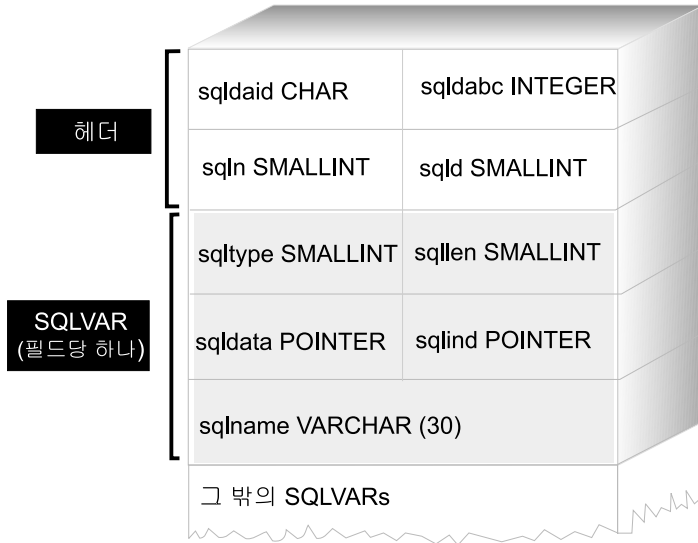 헤더
sqldaid CHAR
sqldabc INTEGER
sqln SMALLINT
sqld SMALLINT
SQLVAR
(필드당 하나)
sqltype SMALLINT
sqllen SMALLINT
sqldata POINTER
sqlind POINTER
sqlname VARCHAR (30)
그 밖의 SQLVARs